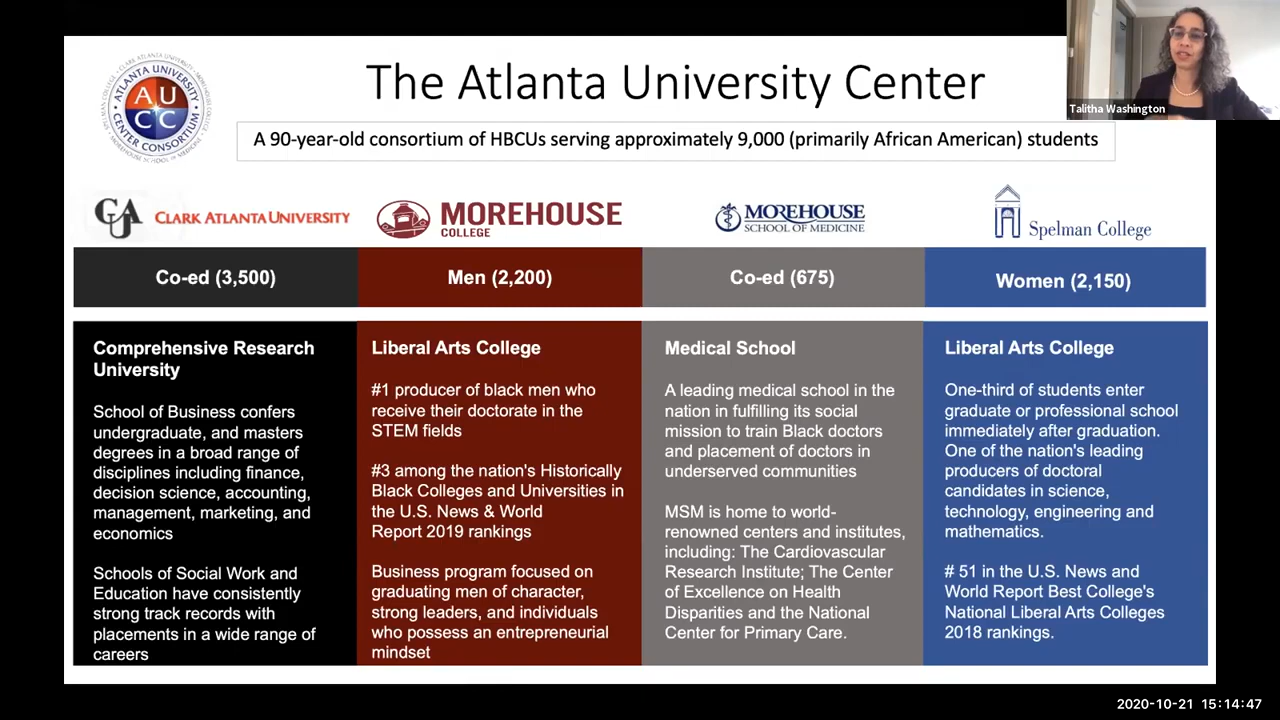 The Atlanta University Center
Talitha Washington
ATLANTA UNIVERSITY
AU
CC
CENTER CONSORTIUM
A 90-year-old consortium of HBCUs serving approximately 9,000 (primarily African American) students
CLARK ATLANTA UNIVERSITY
MOREHOUSE
COLLEGE
MOREHOUSE
SCHOOL OF MEDICINE
Spelman College
Co-ed (3,500)
Men (2,200)
Co-ed (675)
Women (2,150)
Comprehensive Research
University
School of Business confers
undergraduate, and masters
degrees in a broad range of
disciplines including finance,
decision science, accounting,
management, marketing, and
economics
Schools of Social Work and
Education have consistently
strong track records with
placements in a wide range of
careers
Liberal Arts College
#1 producer of black men who
receive their doctorate in the
STEM fields
#3 among the nation's Historically
Black Colleges and Universities in
the U.S. News & World
Report 2019 rankings
Business program focused on
graduating men of character,
strong leaders, and individuals
who possess an entrepreneurial
mindset
Medical School
A leading medical school in the
nation in fulfilling its social
mission to train Black doctors
and placement of doctors in
underserved communities
MSM is home to world-
renowned centers and institutes,
including: The Cardiovascular
Research Institute; The Center
of Excellence on Health
Disparities and the National
Center for Primary Care.
Liberal Arts College
One-third of students enter
graduate or professional school
immediately after graduation.
One of the nation's leading
producers of doctoral
candidates in science,
technology, engineering and
mathematics.
# 51 in the U.S. News and
World Report Best College's
National Liberal Arts Colleges
2018 rankings.
2020-10-21 15:14:47